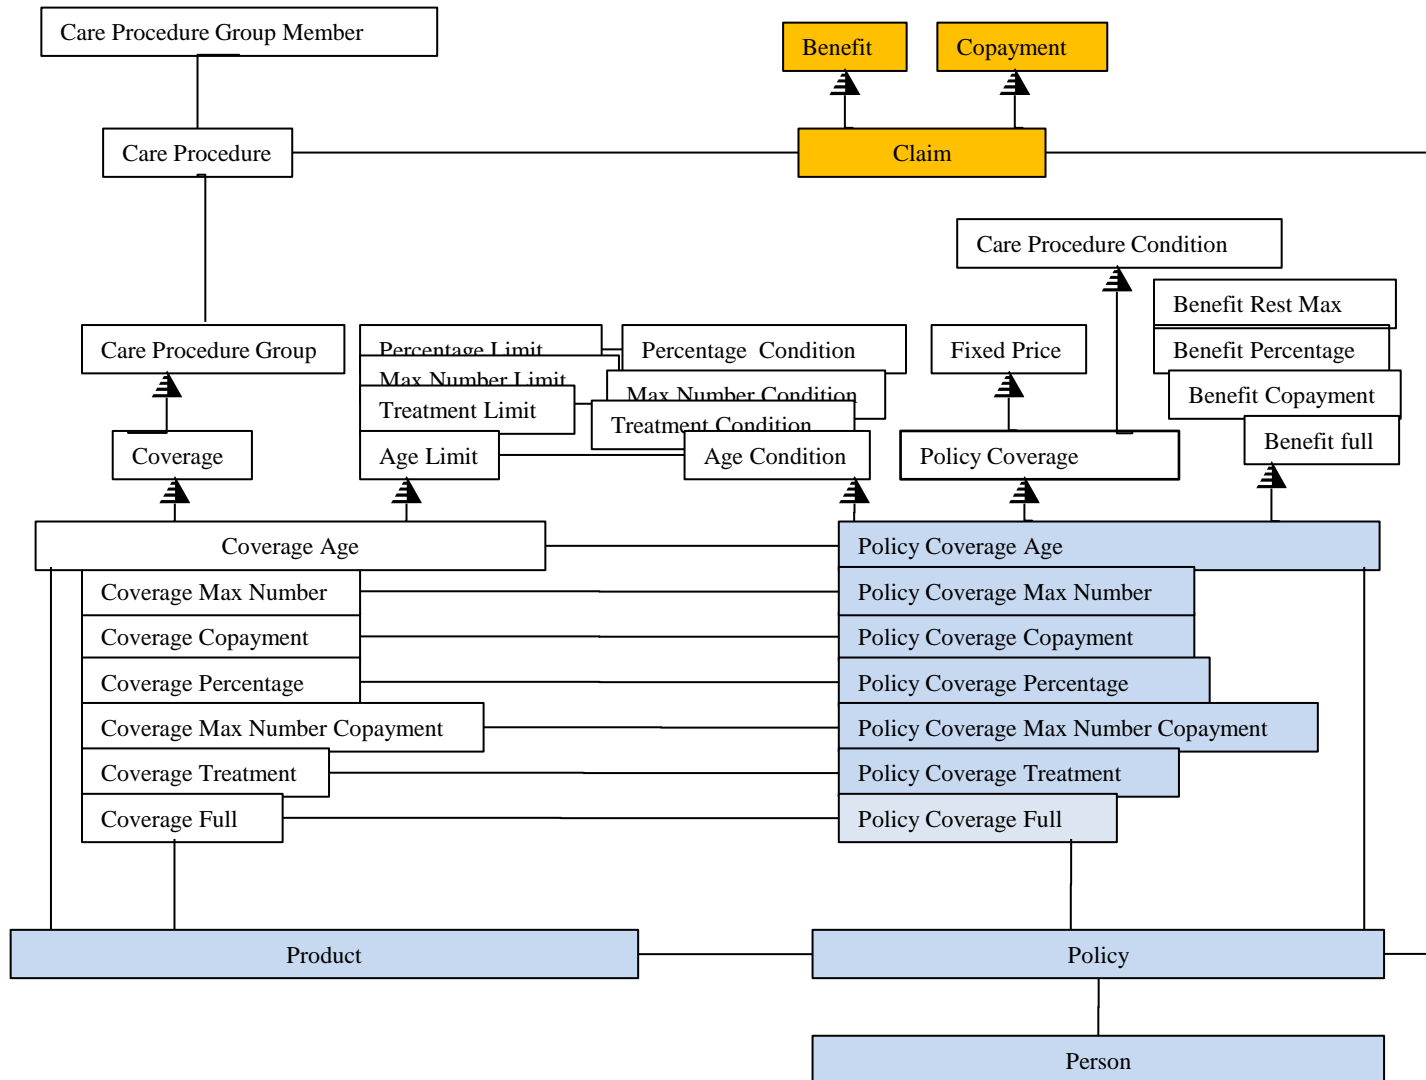 Care Procedure Group Member
Benefit
Copayment
Care Procedure
Claim
Care Procedure Condition
Benefit Rest Max
Care Procedure Group
Percentage Limit
Percentage Condition
Fixed Price
Benefit Percentage
Max Number Limit
Max Number Condition
Benefit Copayment
Treatment Limit
Treatment Condition
Benefit full
Coverage
Age Limit
Age Condition
Policy Coverage
Coverage Age
Policy Coverage Age
Coverage Max Number
Policy Coverage Max Number
Coverage Copayment
Policy Coverage Copayment
Coverage Percentage
Policy Coverage Percentage
Coverage Max Number Copayment
Policy Coverage Max Number Copayment
Coverage Treatment
Policy Coverage Treatment
Coverage Full
Policy Coverage Full
Product
Policy
Person